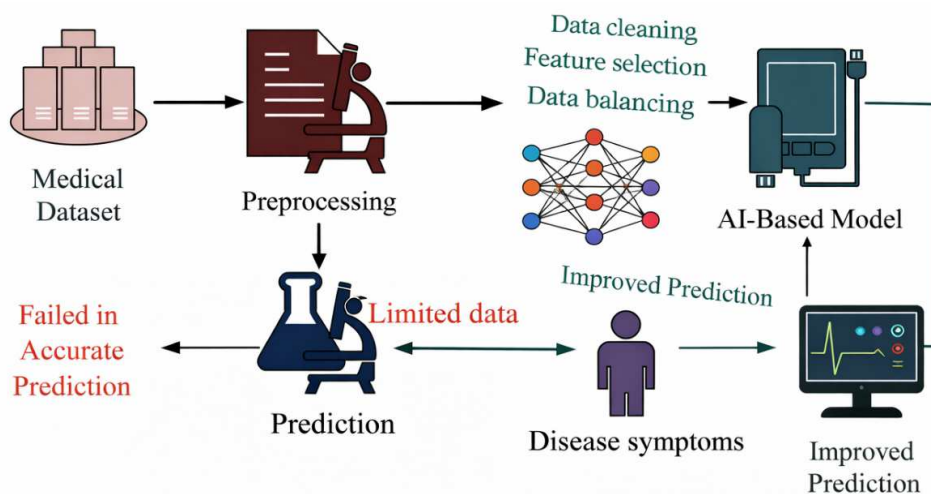 Data cleaning
Feature selection
Data balancing
Medical
Dataset
Preprocessing
AI-Based Model
Improved Prediction
Limited data
Failed in
Accurate
Prediction
Prediction
Disease symptoms
Improved
Prediction